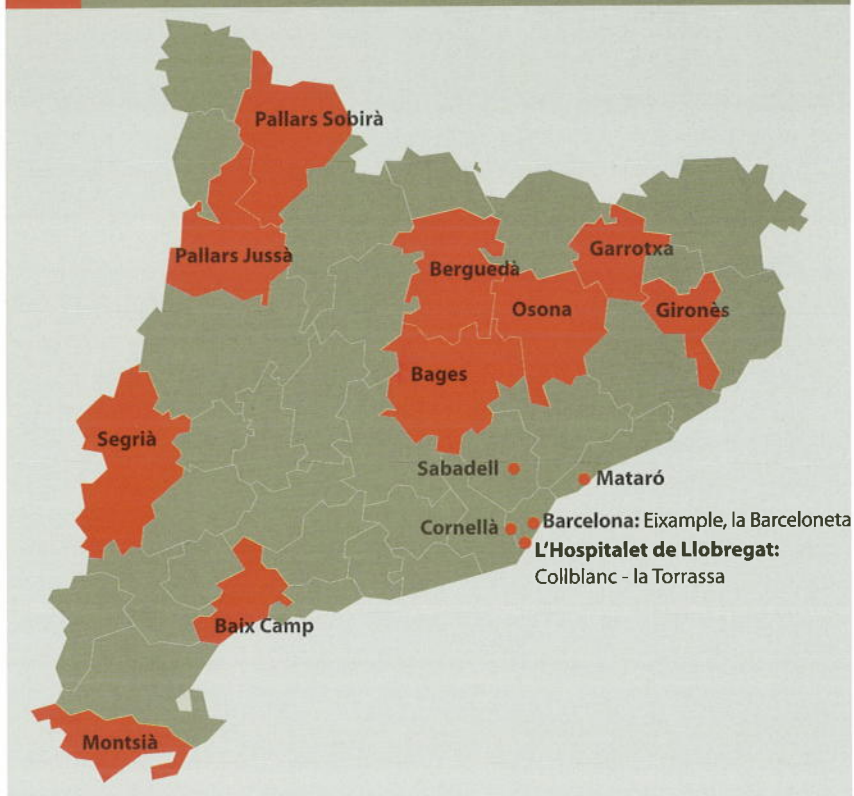 Pallars Sobirà
Pallars Jussà
Berguedà
Garrotxa
Osona
Gironès
Bages
Segrià
Sabadell
Mataró
Cornellà
Barcelona: Eixample, la Barceloneta
L'Hospitalet de Llobregat:
Collblanc - la Torrassa
Baix Camp
Montsià